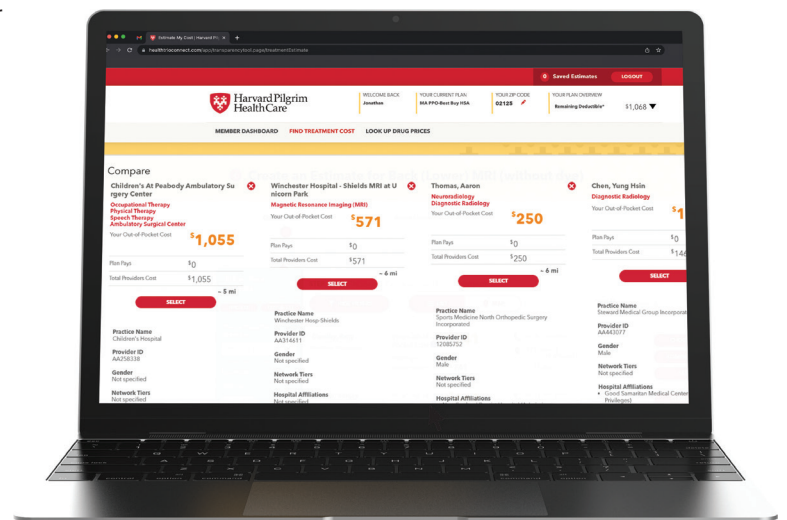 Estimate My Cost | Harvard Pi
healthtrioconnect.com/app/transparencytool.page/treatmentEstimate
0 Saved Estimates
LOGOUT
Harvard Pilgrim
HealthCare
WELCOME BACK
Jonathan
YOUR CURRENT PLAN
MA PPO-Best Buy HSA
YOUR ZIP CODE
02125
YOUR PLAN OVERVIEW
Remaining Deductible* $1,068
MEMBER DASHBOARD FIND TREATMENT COST LOOK UP DRUG PRICES
Compare
Children's At Peabody Ambulatory Su
rgery Center
Occupational Therapy
Physical Therapy
Speech Therapy
Ambulatory Surgical Center
Your Out-of-Pocket Cost $1,055
Plan Pays $0
Total Providers Cost $1,055
~ 5 mi
SELECT
Practice Name
Children's Hospital
Provider ID
AA258338
Gender
Not specified
Network Tiers
Not specified
Winchester Hospital - Shields MRI at U
nicorn Park
Magnetic Resonance Imaging (MRI)
Your Out-of-Pocket Cost $571
Plan Pays $0
Total Providers Cost $571
~ 6 mi
SELECT
Practice Name
Winchester Hosp-Shields
Provider ID
AA314611
Gender
Not specified
Network Tiers
Not specified
Hospital Affiliations
Not specified
Thomas, Aaron
Neuroradiology
Diagnostic Radiology
Your Out-of-Pocket Cost $250
Plan Pays $0
Total Providers Cost $250
~ 6 mi
SELECT
Practice Name
Sports Medicine North Orthopedic Surgery
Incorporated
Provider ID
12085752
Gender
Male
Network Tiers
Not specified
Hospital Affiliations
Chen, Yung Hsin
Diagnostic Radiology
Your Out-of-Pocket Cost $1
Plan Pays $0
Total Providers Cost $146
SELECT
Practice Name
Steward Medical Group Incorporat
Provider ID
AA443077
Gender
Male
Network Tiers
Not specified
Hospital Affiliations
• Good Samaritan Medical Center
Privileges)